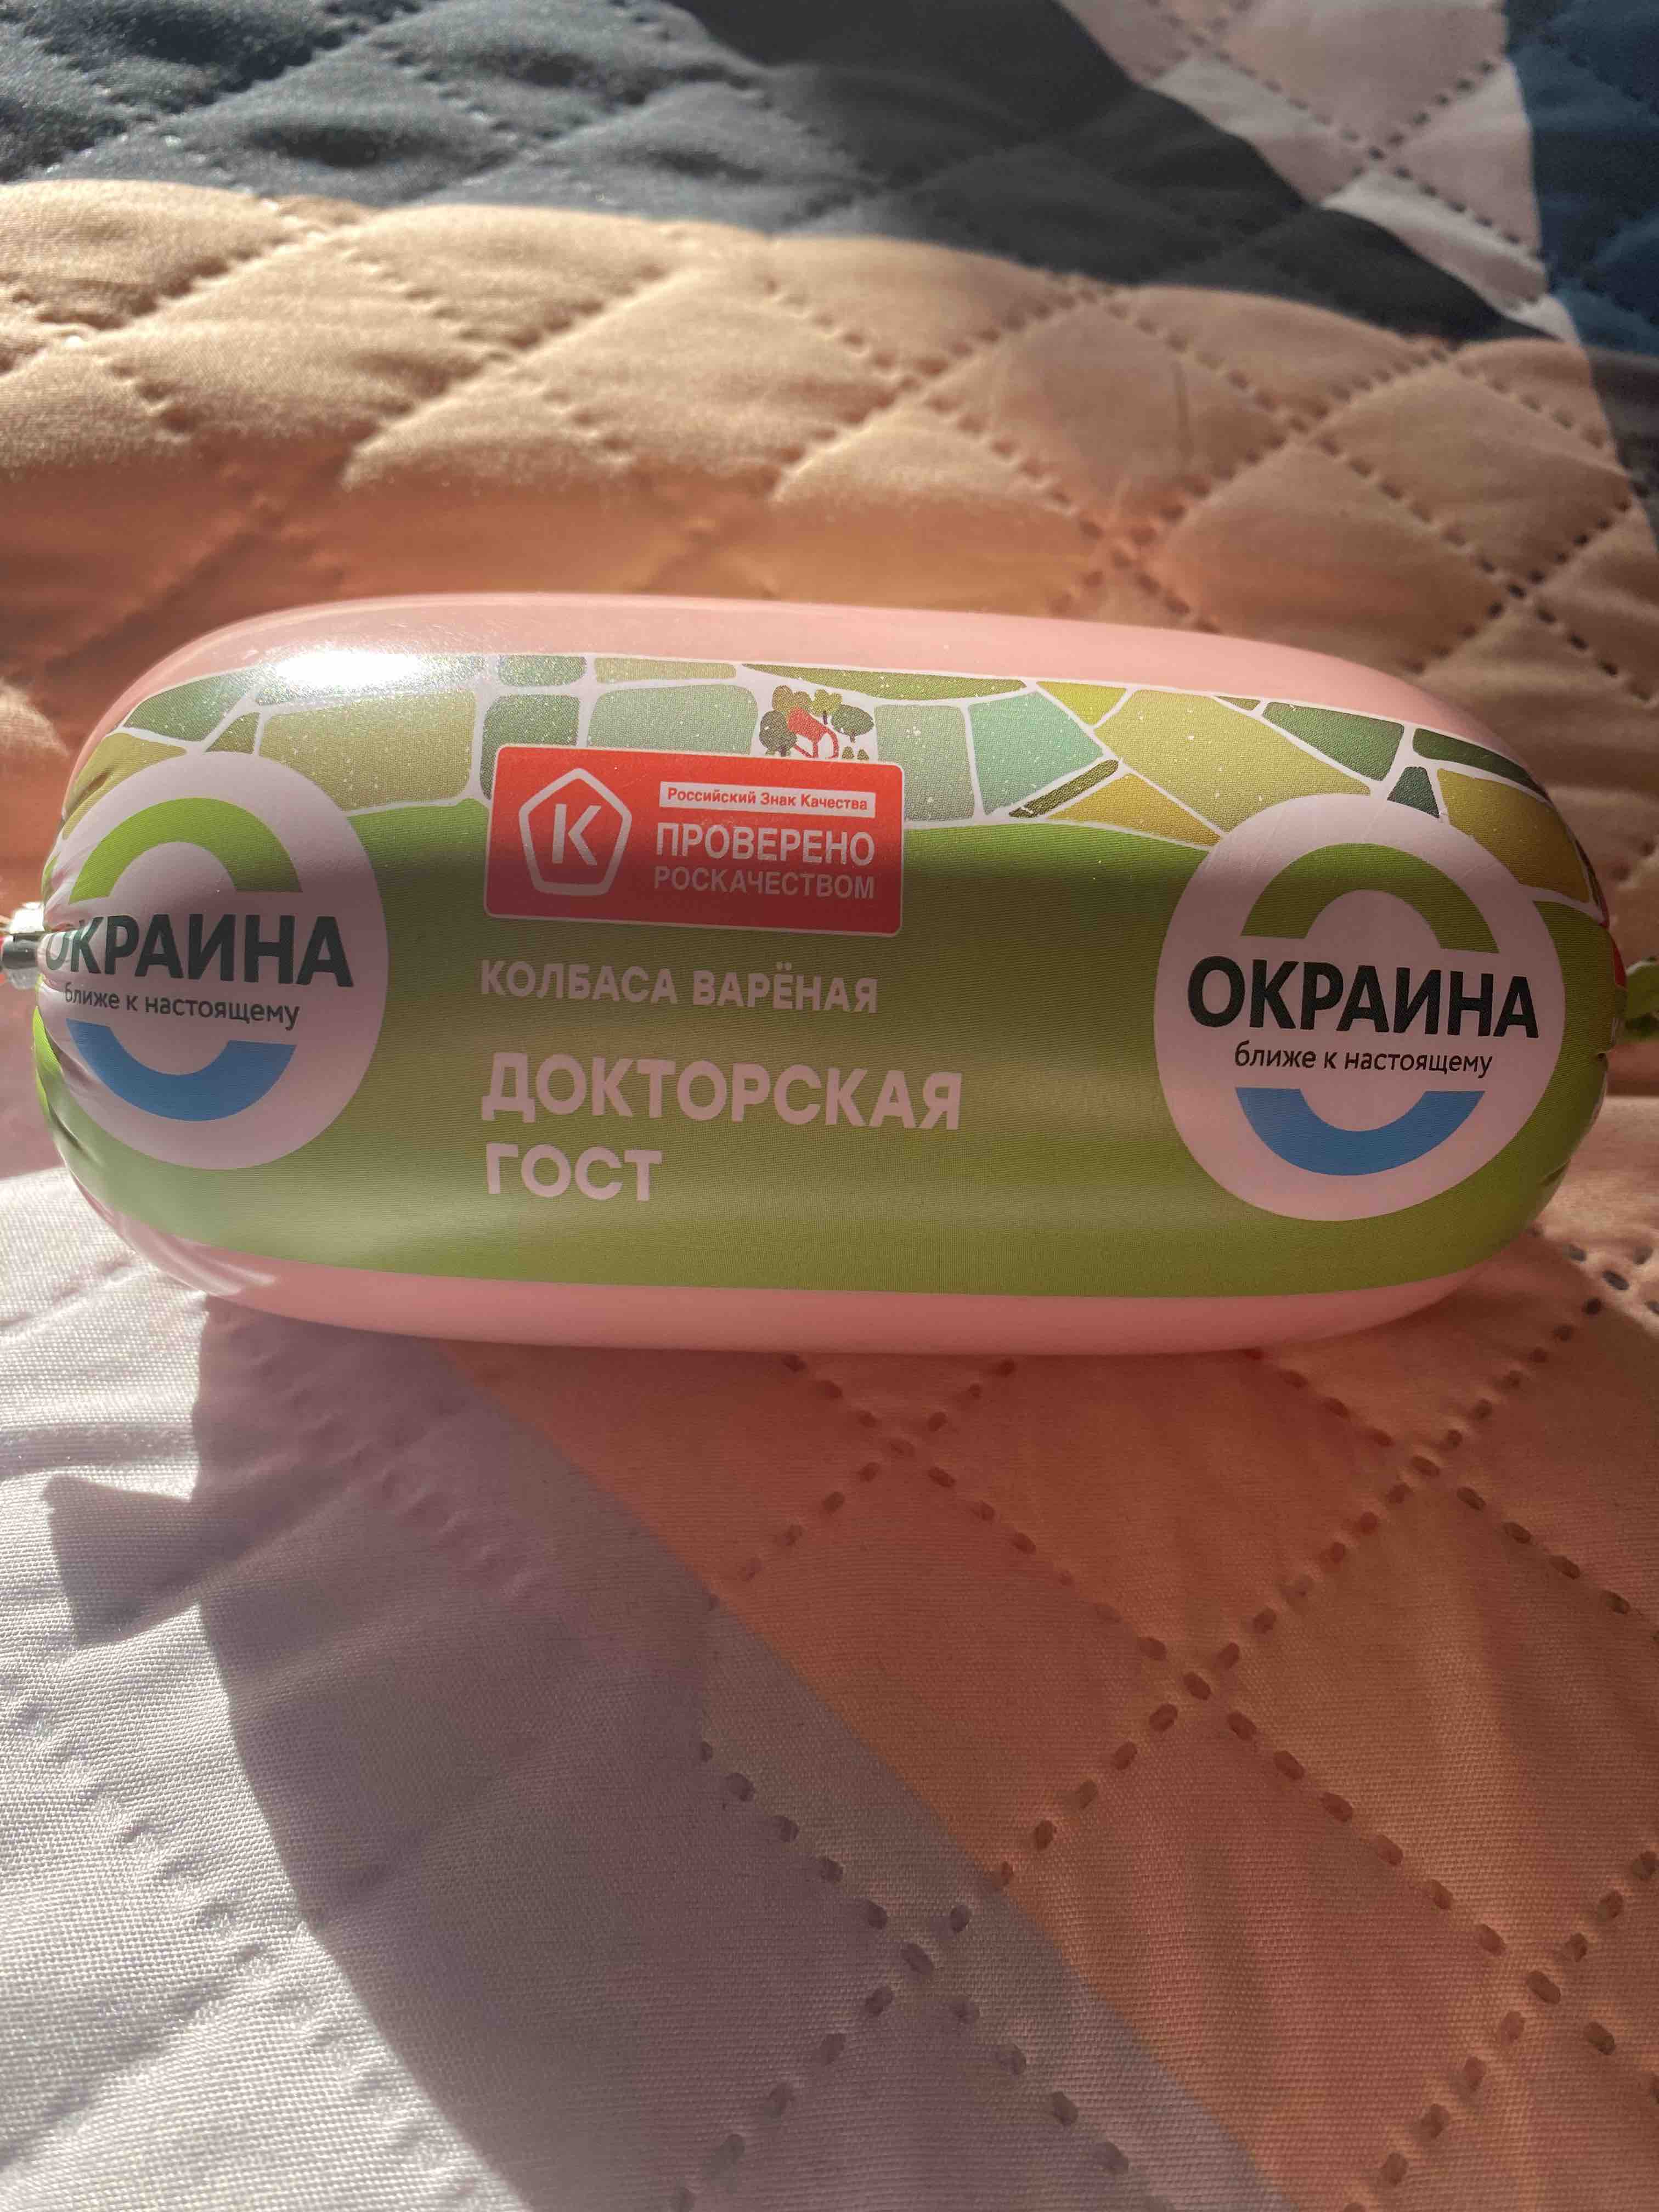 К
Российский Знак Качества
ПРОВЕРЕНО
РОСКАЧЕСТВОМ
ОКРАИНА
ближе к настоящему
КОЛБАСА ВАРЁНАЯ
ДОКТОРСКАЯ
ГОСТ
ОКРАИНА
ближе к настоящему